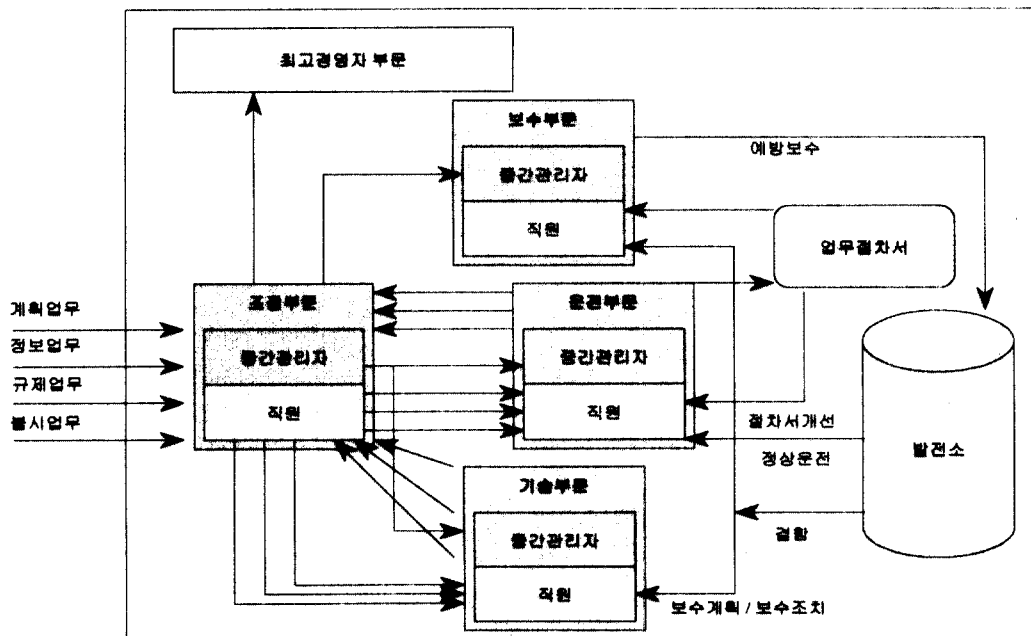 최고경영자 부문
보수부문
중간관리자
직원
예방보수
업무절차서
조정부문
중간관리자
직원
계획업무
정보업무
규제업무
불시업무
운전부문
중간관리자
직원
절차서개선
정상운전
발전소
결함
기술부문
중간관리자
직원
보수계획 / 보수조치